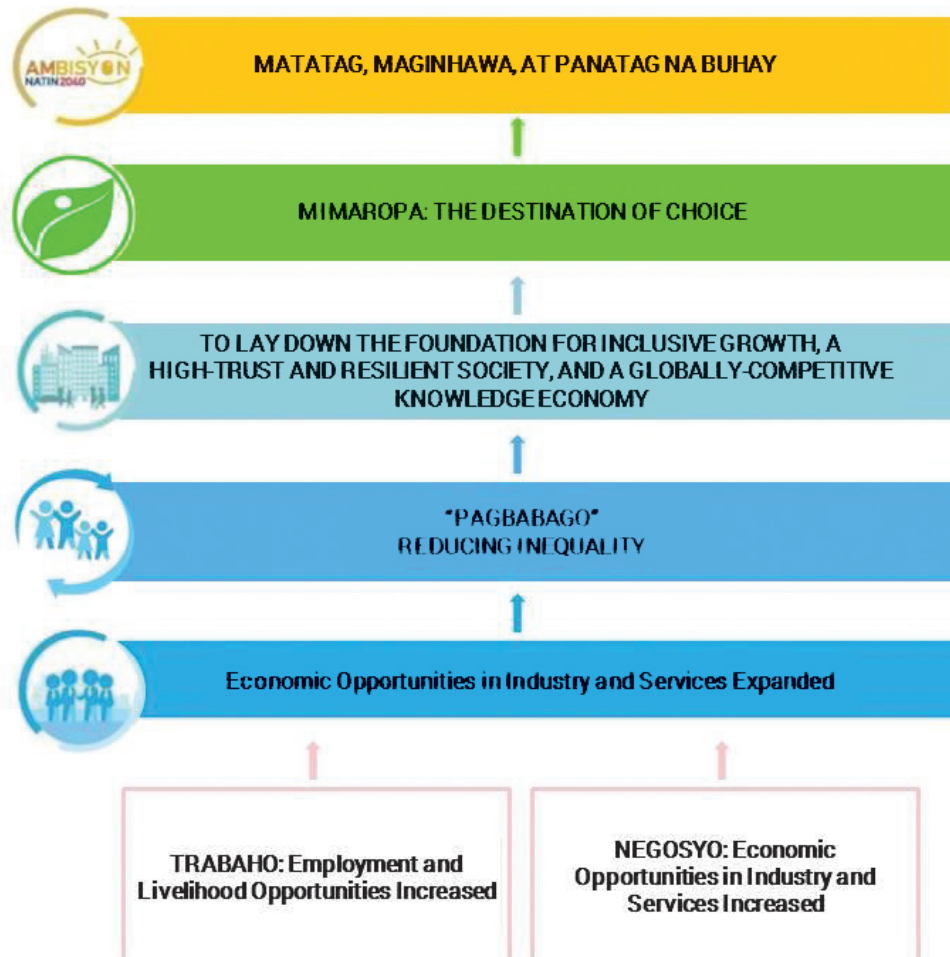 AMBISYON
NATIN2040
MATATAG, MAGINHAWA, AT PANATAG NA BUHAY
MIMAROPA: THE DESTINATION OF CHOICE
TO LAY DOWN THE FOUNDATION FOR INCLUSIVE GROWTH, A
HIGH-TRUST AND RESILIENT SOCIETY, AND A GLOBALLY-COMPETITIVE
KNOWLEDGE ECONOMY
"PAGBABAGO"
REDUCING INEQUALITY
Economic Opportunities in Industry and Services Expanded
TRABAHO: Employment and
Livelihood Opportunities Increased
NEGOSYO: Economic
Opportunities in Industry and
Services Increased